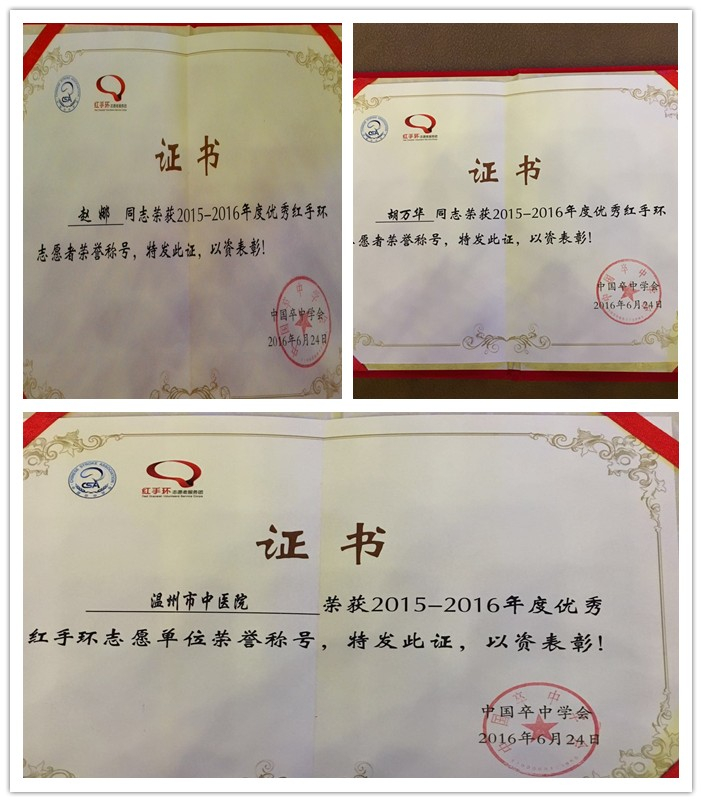 红手环
证书
赵娜 同志荣获2015-2016年度优秀红手环
志愿者荣誉称号，特发此证，以资表彰！
中国卒中学会
2016年6月24日
红手环
证书
胡万华 同志荣获2015-2016年度优秀红手环
愿者荣誉称号，特发此证，以资表彰！
中国卒中学会
2016年6月24日
CSA
红手环志愿者服务团
证书
温州市中医院 荣获2015-2016年度优秀
红手环志愿单位荣誉称号，特发此证，以资表彰！
中国卒中学会
2016年6月24日